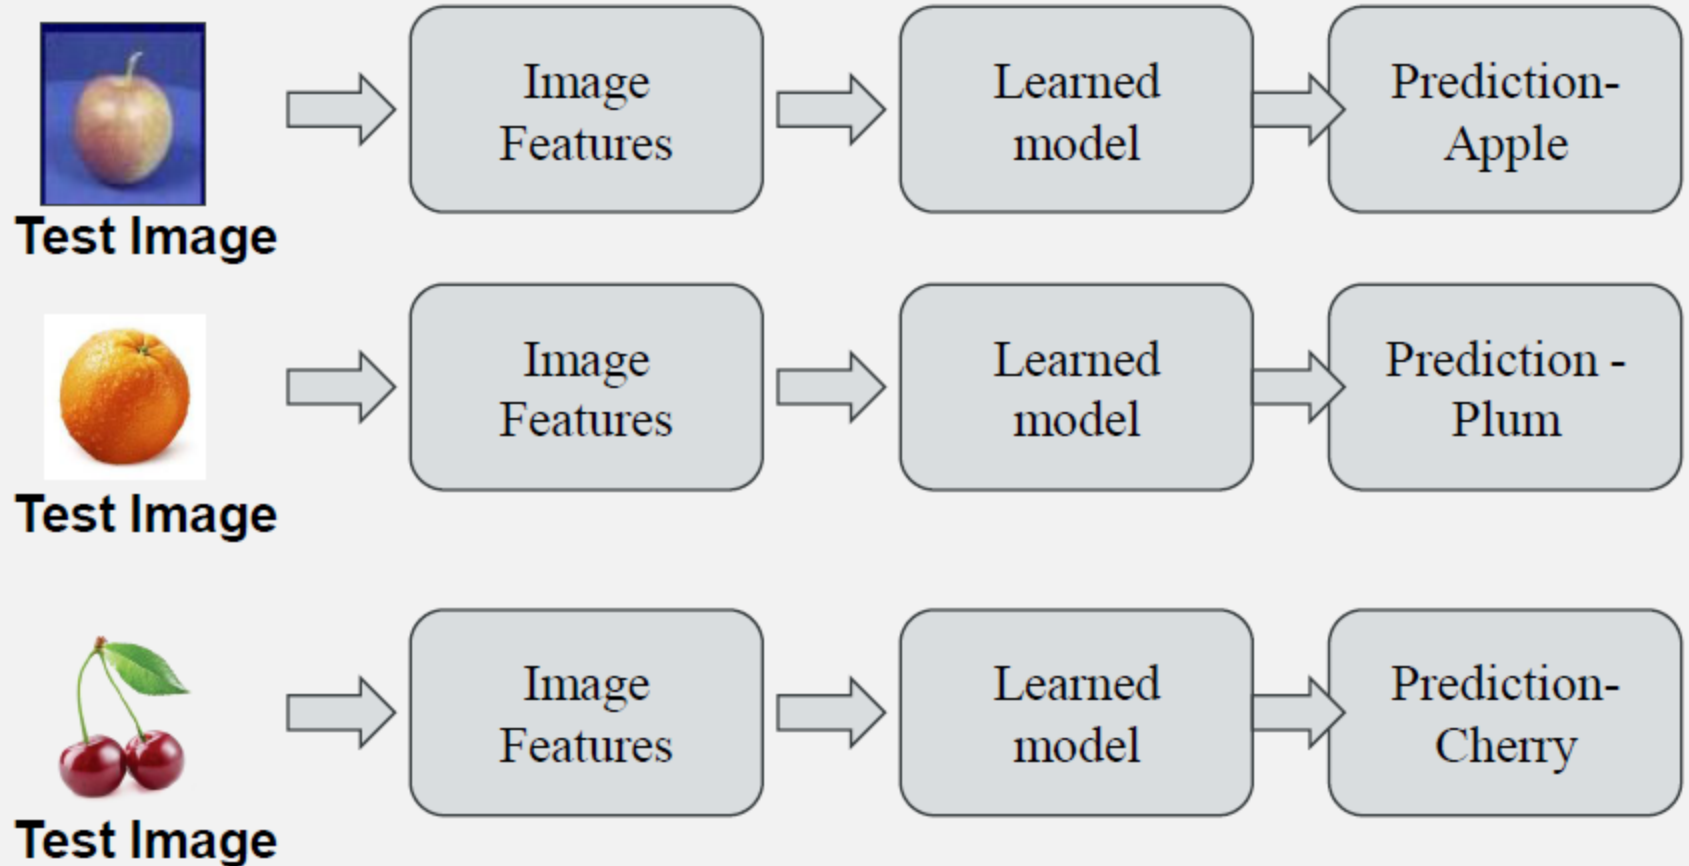 Image
Features
Learned
model
Prediction-
Apple
Test Image
Image
Features
Learned
model
Prediction -
Plum
Test Image
Image
Features
Learned
model
Prediction-
Cherry
Test Image